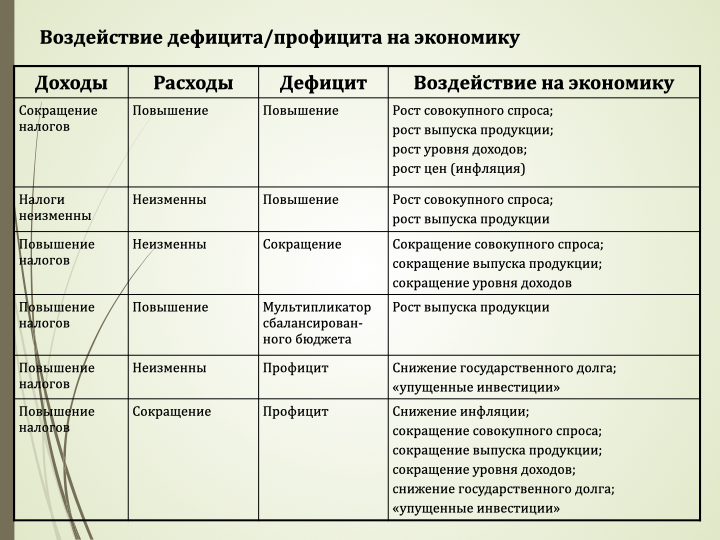 Воздействие дефицита/профицита на экономику
Доходы Расходы Дефицит Воздействие на экономику
Сокращение налогов Повышение Повышение Рост совокупного спроса;
рост выпуска продукции;
рост уровня доходов;
рост цен (инфляция)
Налоги неизменны Неизменны Повышение Рост совокупного спроса;
рост выпуска продукции
Повышение налогов Неизменны Сокращение Сокращение совокупного спроса;
сокращение выпуска продукции;
сокращение уровня доходов
Повышение налогов Повышение Мультипликатор сбалансирован-ного бюджета Рост выпуска продукции
Повышение налогов Неизменны Профицит Снижение государственного долга;
«упущенные инвестиции»
Повышение налогов Сокращение Профицит Снижение инфляции;
сокращение совокупного спроса;
сокращение выпуска продукции;
сокращение уровня доходов;
снижение государственного долга;
«упущенные инвестиции»